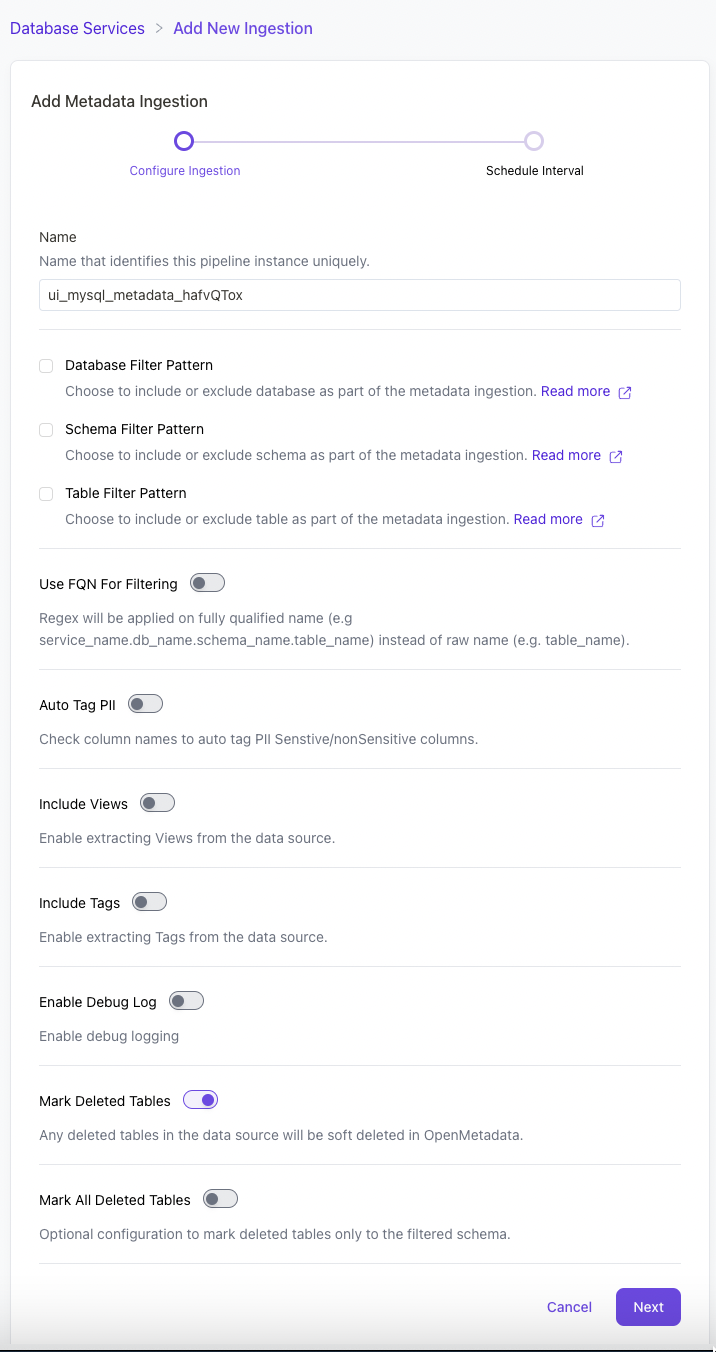 Database Services > Add New Ingestion
Add Metadata Ingestion
Configure Ingestion
Schedule Interval
Name
Name that identifies this pipeline instance uniquely.
ui_mysql_metadata_hafvQTox
Database Filter Pattern
Choose to include or exclude database as part of the metadata ingestion. Read more
Schema Filter Pattern
Choose to include or exclude schema as part of the metadata ingestion. Read more
Table Filter Pattern
Choose to include or exclude table as part of the metadata ingestion. Read more
Use FQN For Filtering
Regex will be applied on fully qualified name (e.g
service_name.db_name.schema_name.table_name) instead of raw name (e.g. table_name).
Auto Tag PII
Check column names to auto tag PII Senstive/nonSensitive columns.
Include Views
Enable extracting Views from the data source.
Include Tags
Enable extracting Tags from the data source.
Enable Debug Log
Enable debug logging
Mark Deleted Tables
Any deleted tables in the data source will be soft deleted in OpenMetadata.
Mark All Deleted Tables
Optional configuration to mark deleted tables only to the filtered schema.
Cancel
Next